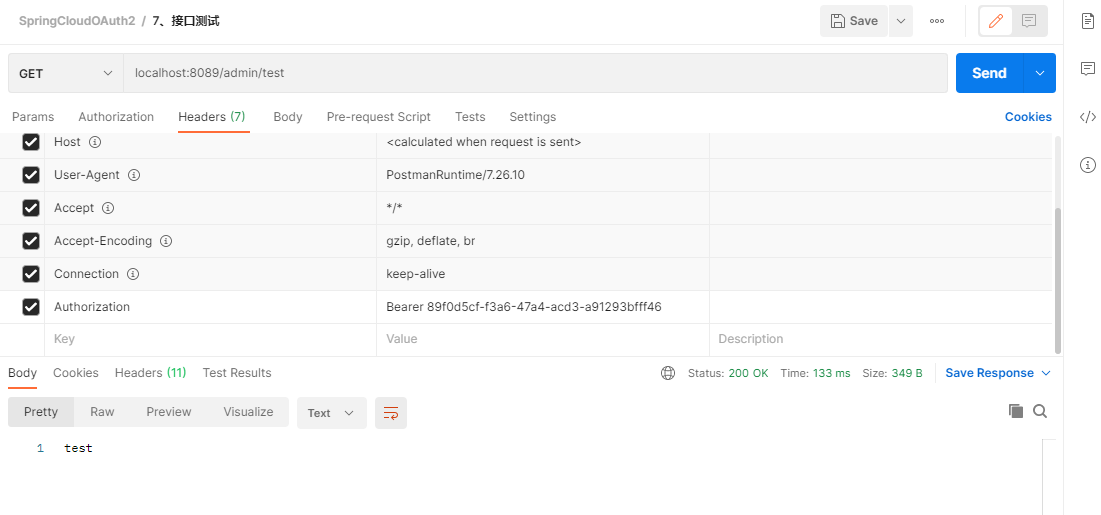 SpringCloudOAuth2 / 7、接口测试 Save
GET localhost:8089/admin/test Send
Params Authorization Headers (7) Body Pre-request Script Tests Settings Cookies
Host <calculated when request is sent>
User-Agent PostmanRuntime/7.26.10
Accept */*
Accept-Encoding gzip, deflate, br
Connection keep-alive
Authorization Bearer 89f0d5cf-f3a6-47a4-acd3-a91293bfff46
Key Value Description
Body Cookies Headers (11) Test Results Status: 200 OK Time: 133 ms Size: 349 B Save Response
Pretty Raw Preview Visualize Text
1 test